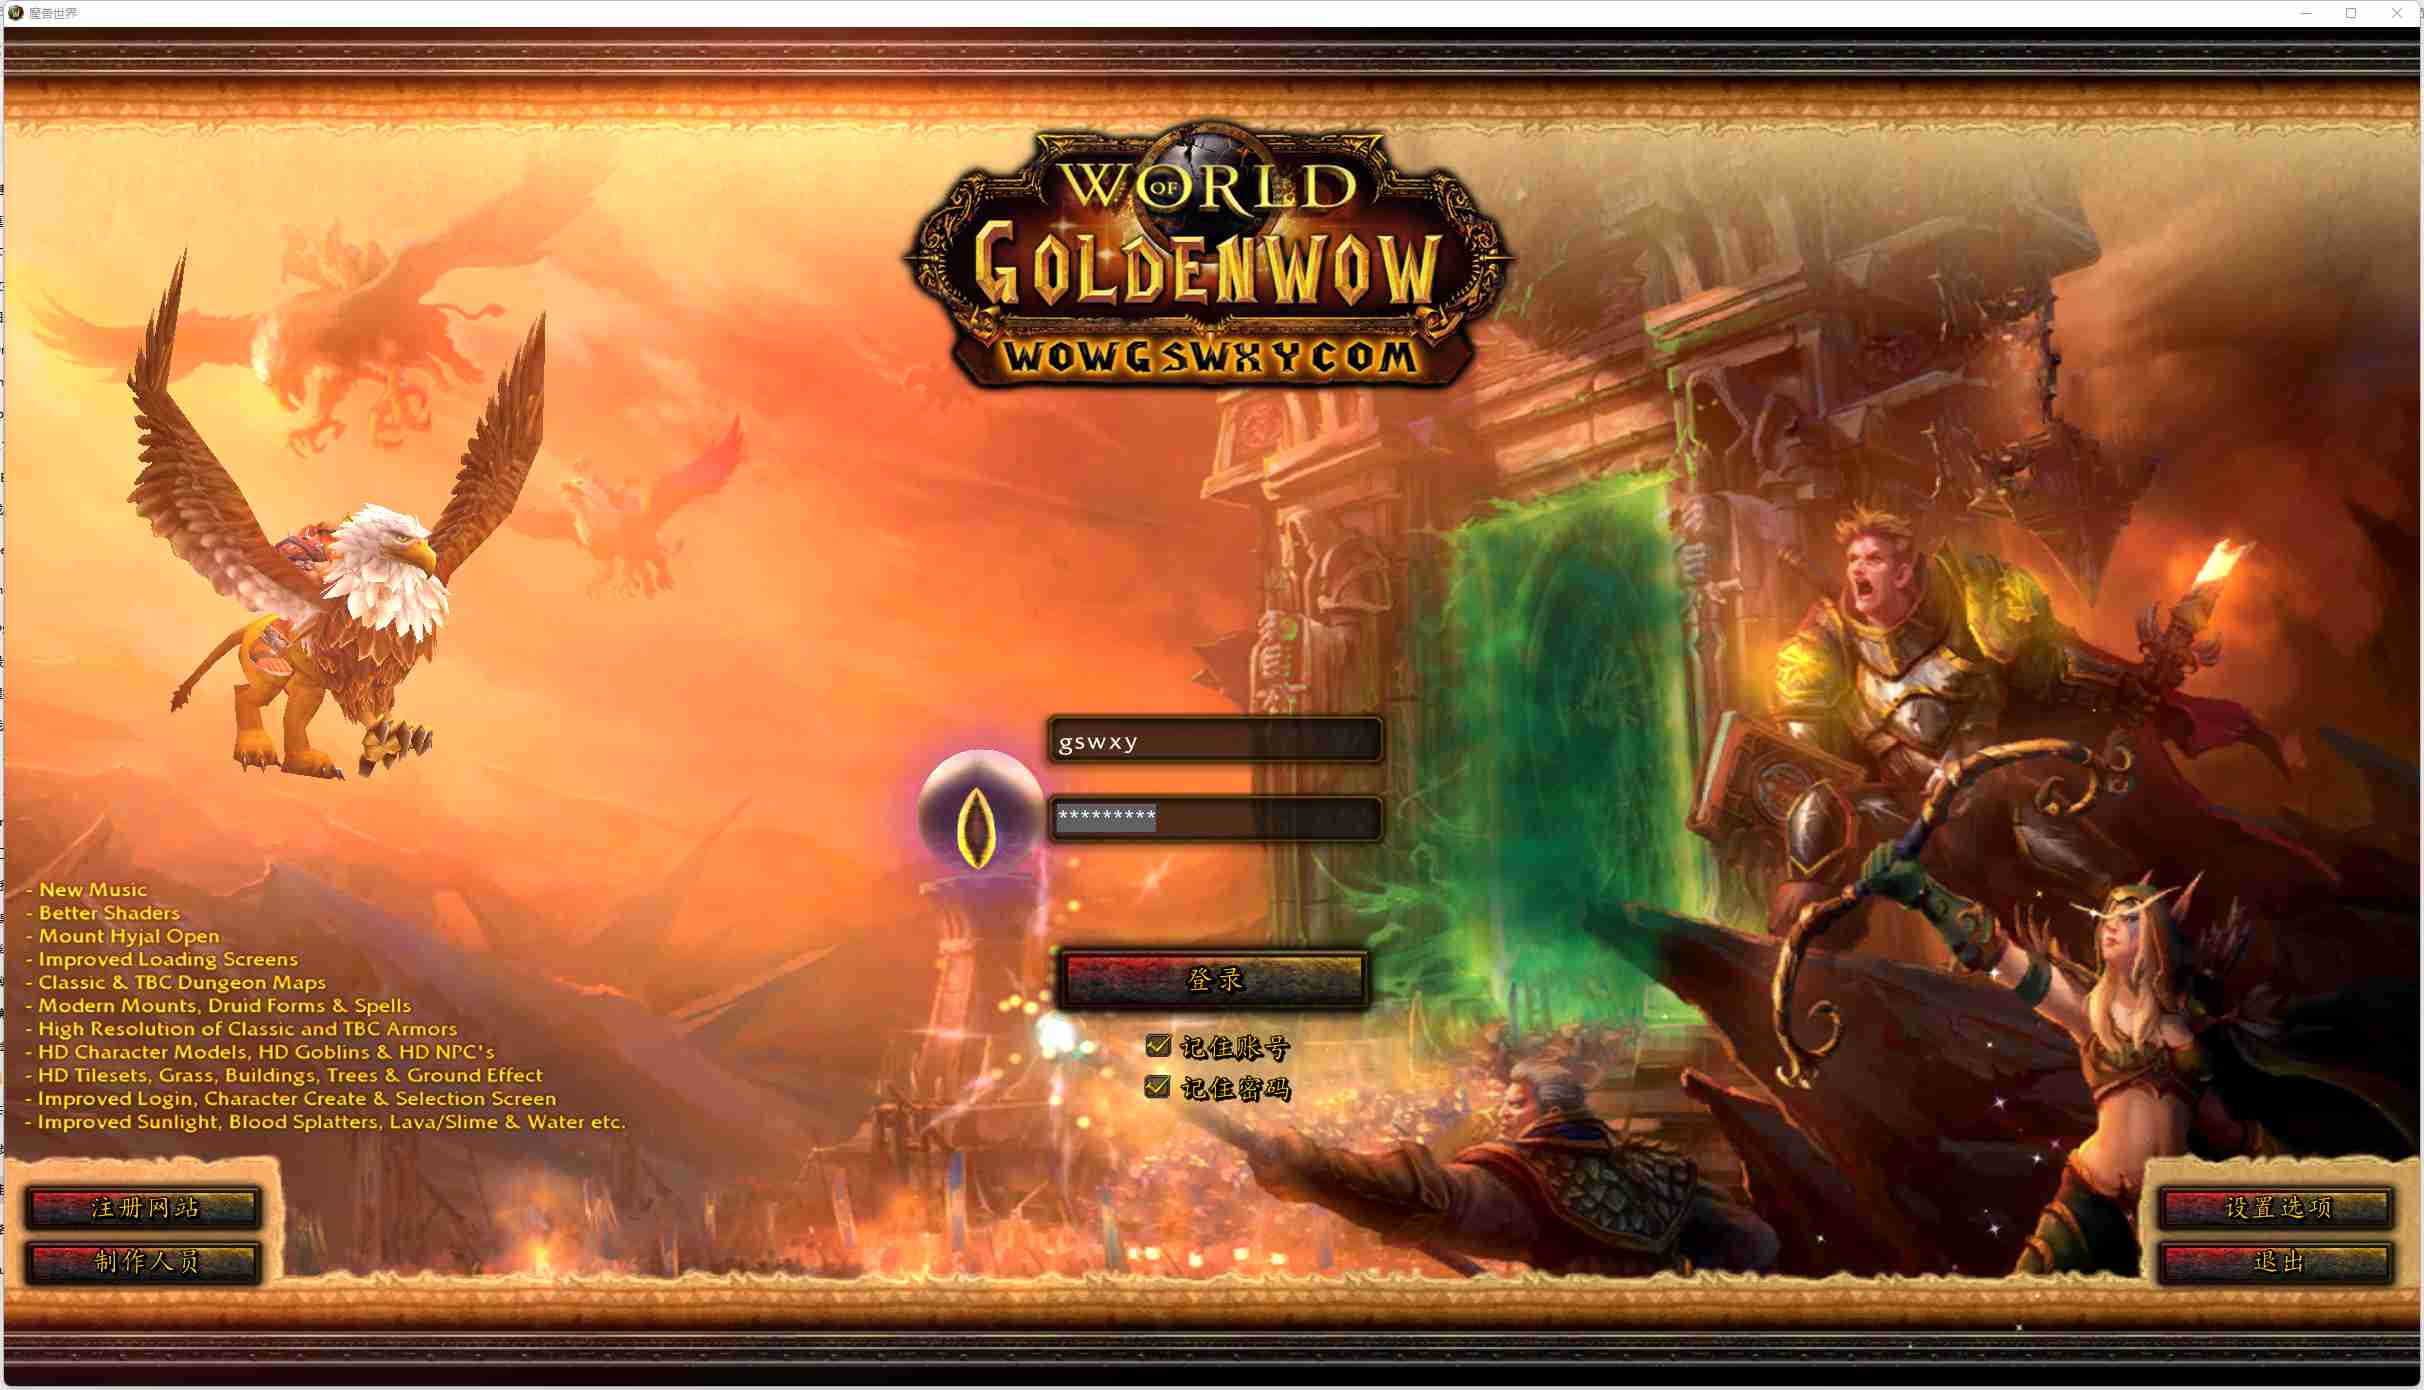 魔兽世界
WORLD OF
GOLDENWOW
WOWGSWXYCOM
gswxy
*********
- New Music
- Better Shaders
- Mount Hyjal Open
- Improved Loading Screens
- Classic & TBC Dungeon Maps
- Modern Mounts, Druid Forms & Spells
- High Resolution of Classic and TBC Armors
- HD Character Models, HD Goblins & HD NPC's
- HD Tilesets, Grass, Buildings, Trees & Ground Effect
- Improved Login, Character Create & Selection Screen
- Improved Sunlight, Blood Splatters, Lava/Slime & Water etc.
登录
记住账号
记住密码
注册网站
制作人员
设置选项
退出